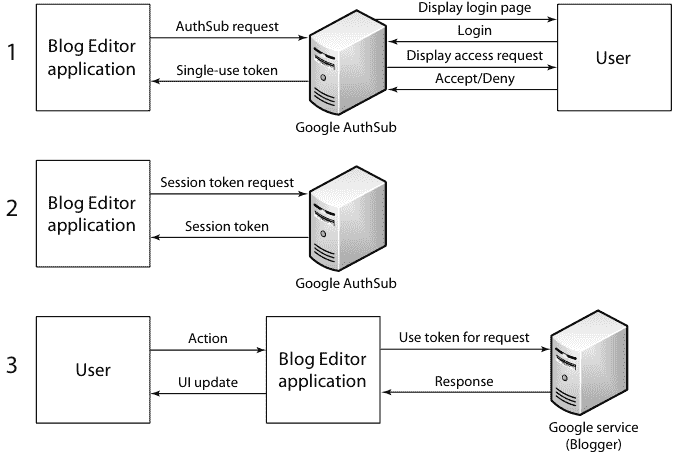 1
Blog Editor
application
AuthSub request
Single-use token
Google AuthSub
Display login page
Login
Display access request
Accept/Deny
User
2
Blog Editor
application
Session token request
Session token
Google AuthSub
3
User
Action
UI update
Blog Editor
application
Use token for request
Response
Google service
(Blogger)